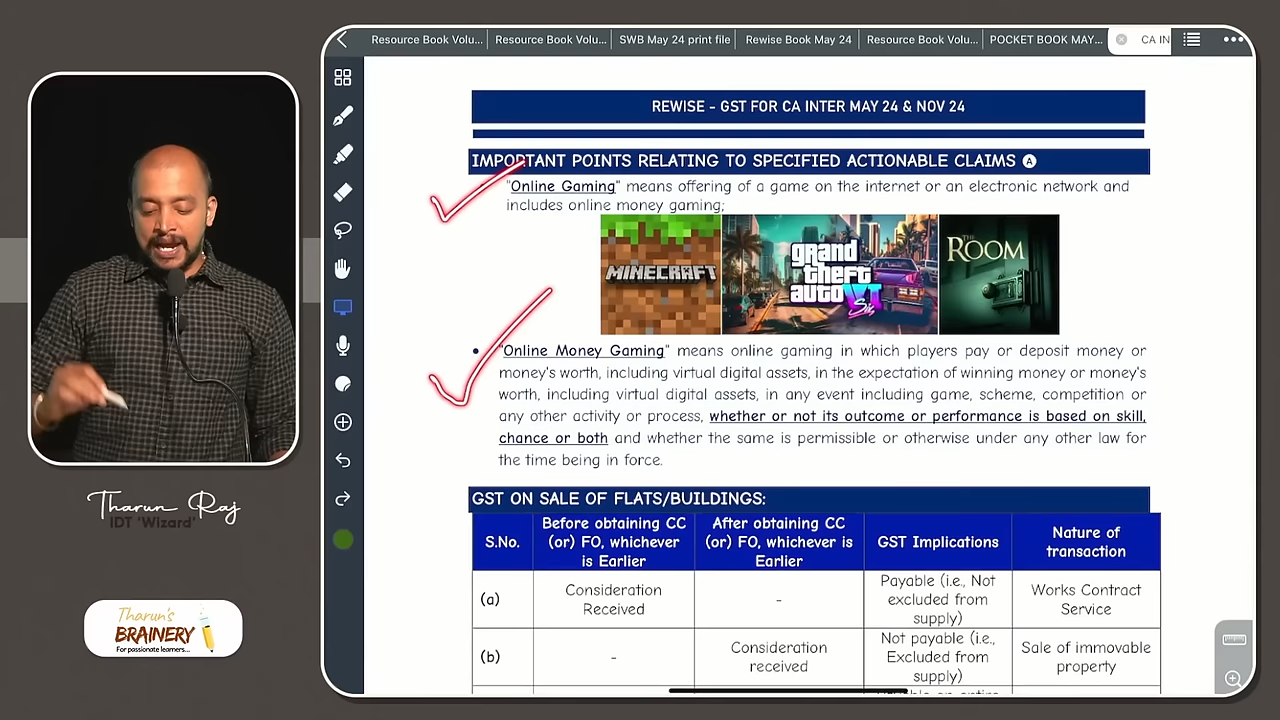 Resource Book Volu...
Resource Book Volu...
SWB May 24 print file
Rewise Book May 24
Resource Book Volu...
POCKET BOOK MAY...
CA IN
REWISE - GST FOR CA INTER MAY 24 & NOV 24
IMPORTANT POINTS RELATING TO SPECIFIED ACTIONABLE CLAIMS A
"Online Gaming" means offering of a game on the internet or an electronic network and
includes online money gaming;
MINECRAFT
grand
theft
auto VI
Six
THE
ROOM
• "Online Money Gaming" means online gaming in which players pay or deposit money or
money's worth, including virtual digital assets, in the expectation of winning money or money's
worth, including virtual digital assets, in any event including game, scheme, competition or
any other activity or process, whether or not its outcome or performance is based on skill,
chance or both and whether the same is permissible or otherwise under any other law for
the time being in force.
GST ON SALE OF FLATS/BUILDINGS:
S.No.
Before obtaining CC
(or) FO, whichever
is Earlier
After obtaining CC
(or) FO, whichever is
Earlier
GST Implications
Nature of
transaction
(a)
Consideration
Received
-
Payable (i.e., Not
excluded from
supply)
Works Contract
Service
(b)
-
Consideration
received
Not payable (i.e.,
Excluded from
supply)
Sale of immovable
property
Tharun Raj
IDT 'Wizard'
Tharun's
BRAINERY
For passionate learners...